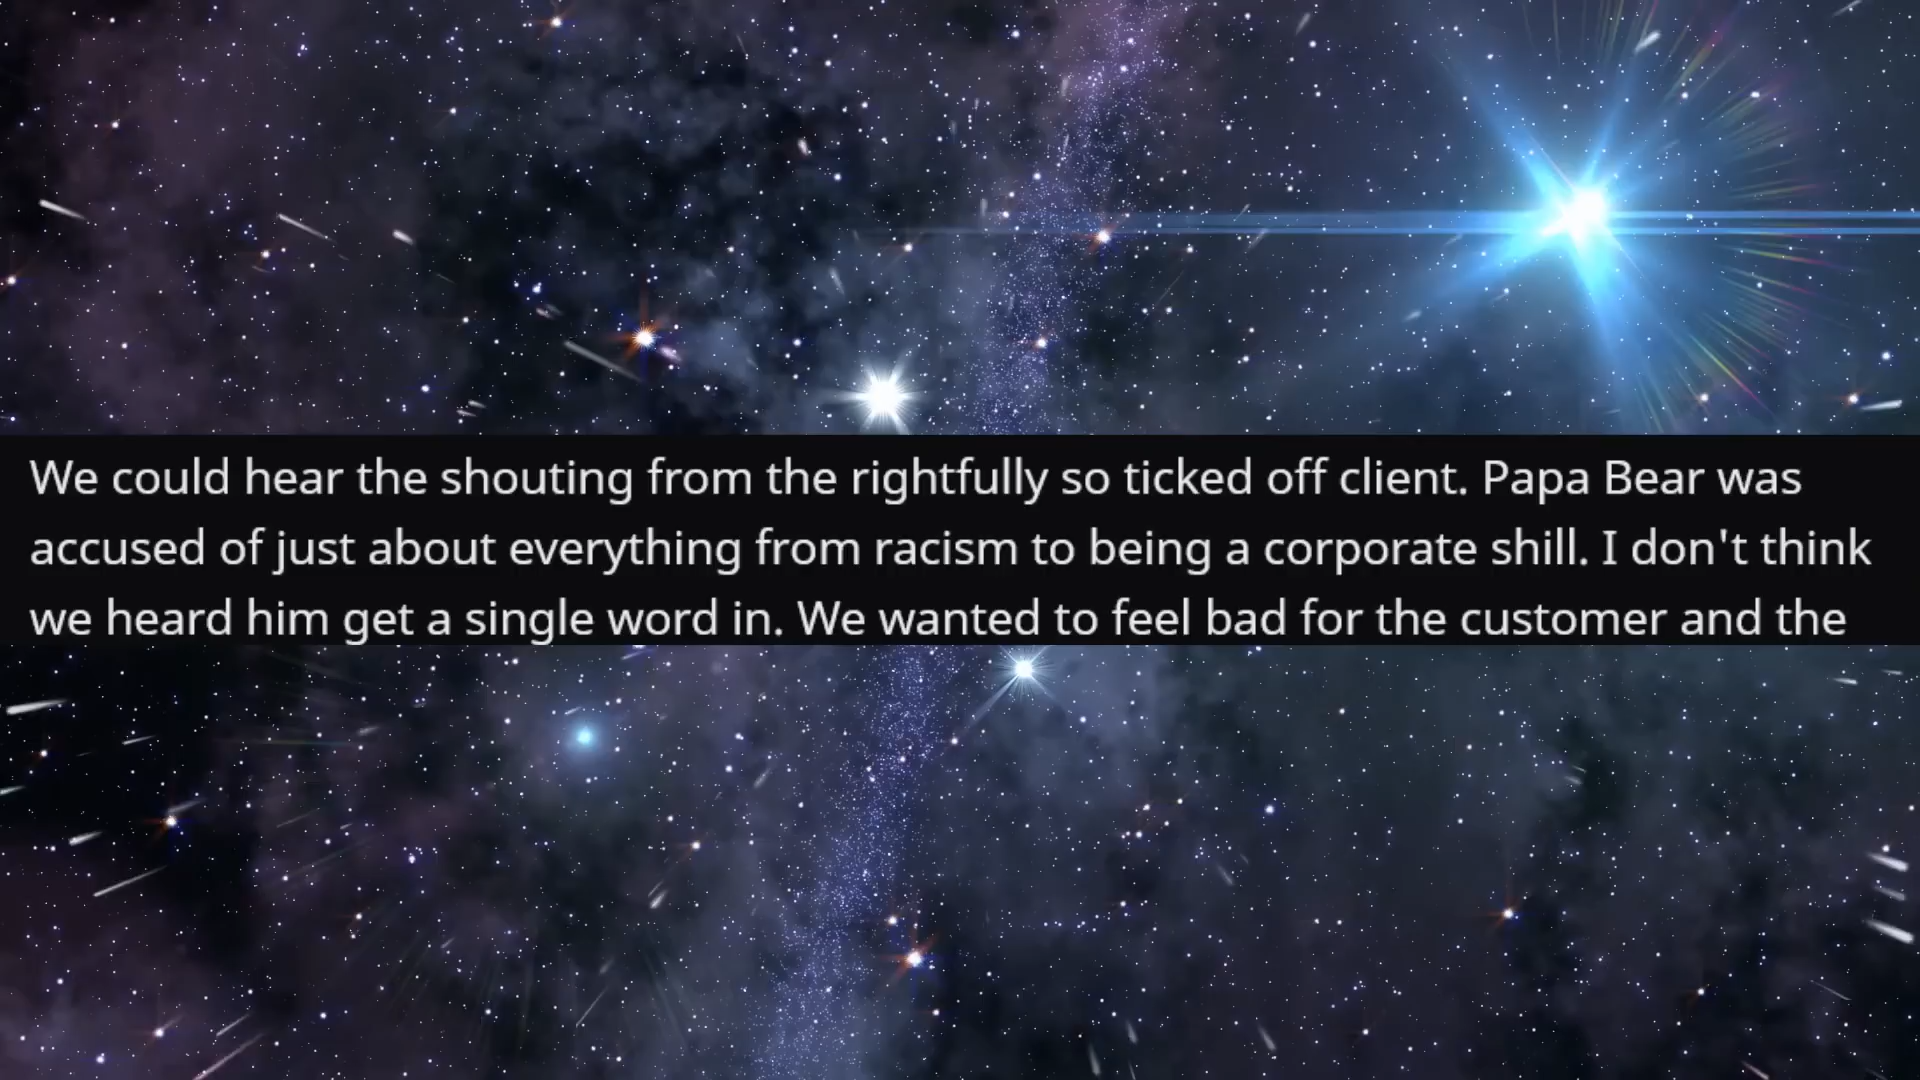 We could hear the shouting from the rightfully so ticked off client. Papa Bear was
accused of just about everything from racism to being a corporate shill. I don't think
we heard him get a single word in. We wanted to feel bad for the customer and the